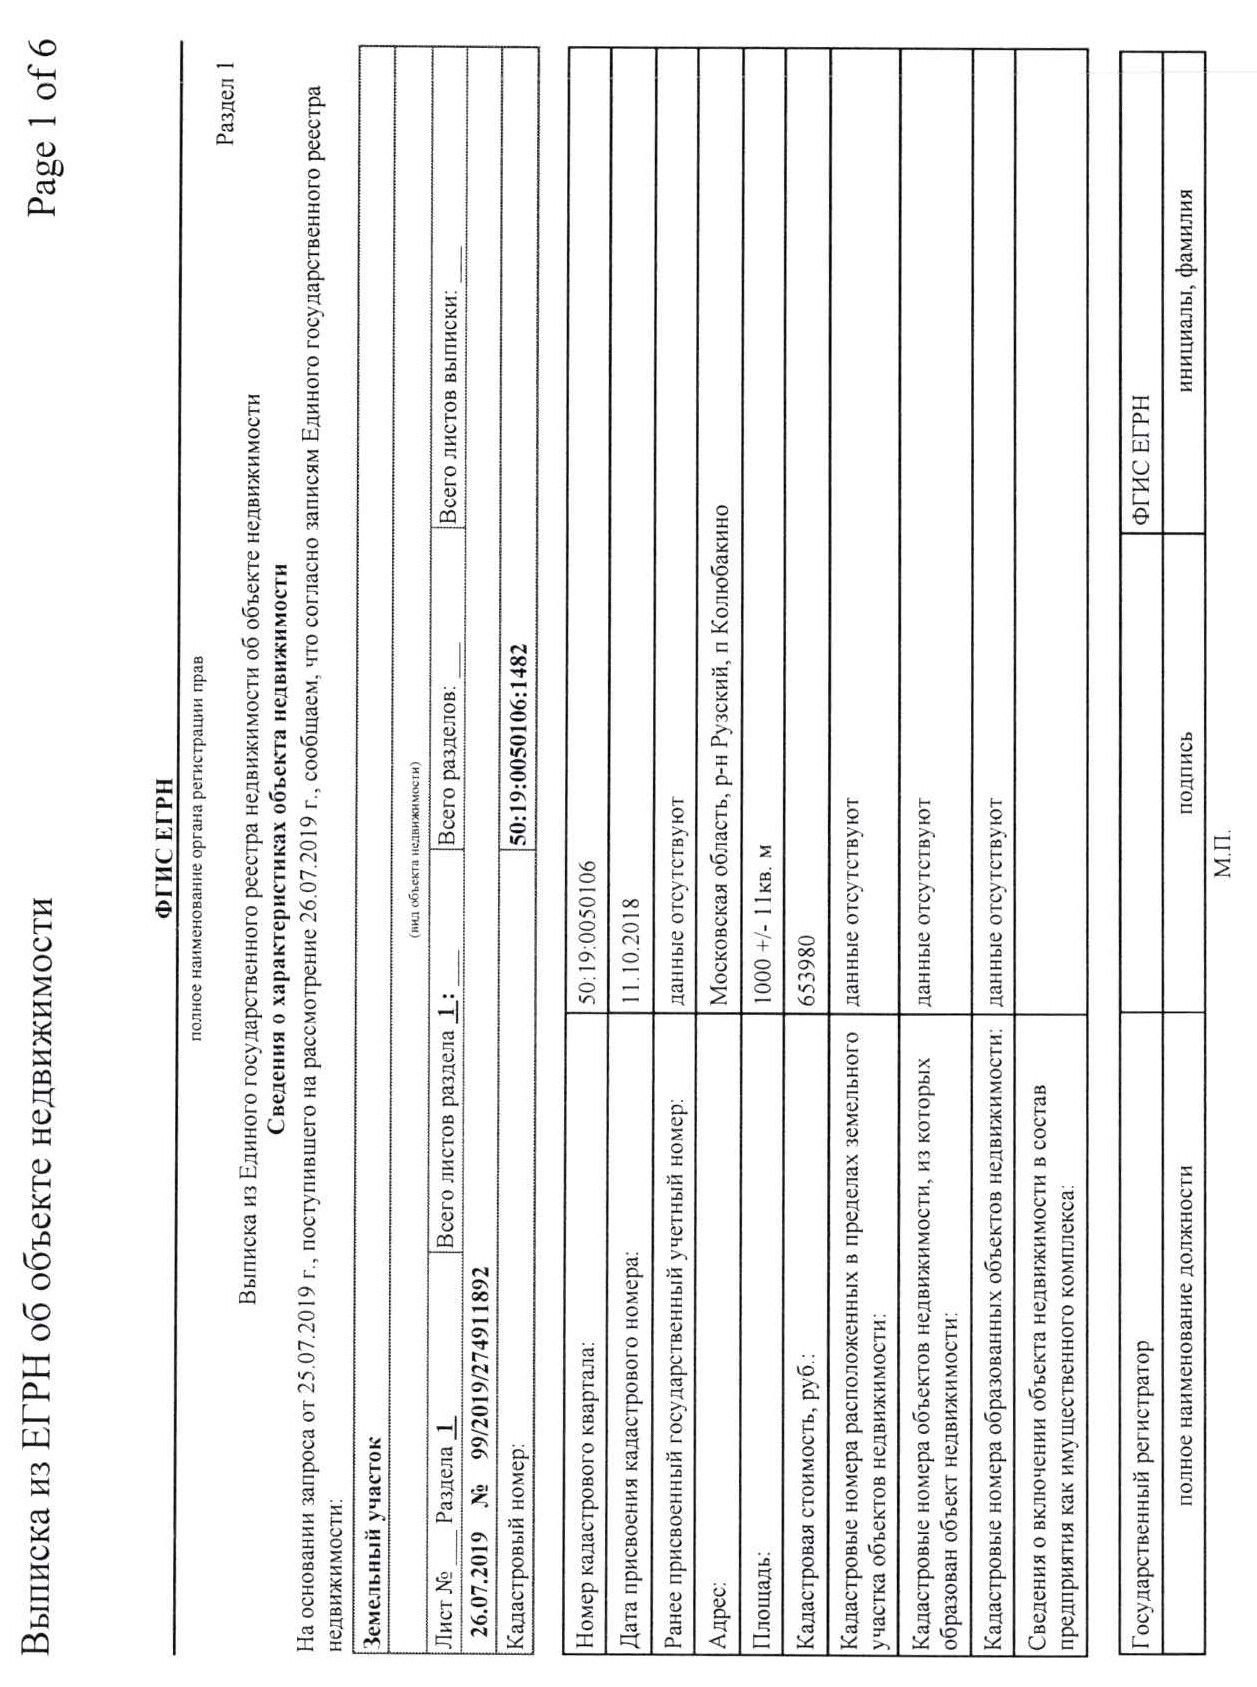 Выписка из ЕГРН об объекте недвижимости Page 1 of 6
ФГИС ЕГРН
полное наименование органа регистрации прав
Раздел 1
Выписка из Единого государственного реестра недвижимости об объекте недвижимости
Сведения о характеристиках объекта недвижимости
На основании запроса от 25.07.2019 г., поступившего на рассмотрение 26.07.2019 г., сообщаем, что согласно записям Единого государственного реестра
недвижимости:
Земельный участок
(вид объекта недвижимости)
Лист № ___ Раздела 1 Всего листов раздела 1 : ___ Всего разделов: ___ Всего листов выписки: ___
26.07.2019 № 99/2019/274911892
Кадастровый номер: 50:19:0050106:1482
Номер кадастрового квартала: 50:19:0050106
Дата присвоения кадастрового номера: 11.10.2018
Ранее присвоенный государственный учетный номер: данные отсутствуют
Адрес: Московская область, р-н Рузский, п Колюбакино
Площадь: 1000 +/- 11кв. м
Кадастровая стоимость, руб.: 653980
Кадастровые номера расположенных в пределах земельного
участка объектов недвижимости: данные отсутствуют
Кадастровые номера объектов недвижимости, из которых
образован объект недвижимости: данные отсутствуют
Кадастровые номера образованных объектов недвижимости: данные отсутствуют
Сведения о включении объекта недвижимости в состав
предприятия как имущественного комплекса:
Государственный регистратор ФГИС ЕГРН
полное наименование должности подпись инициалы, фамилия
М.П.